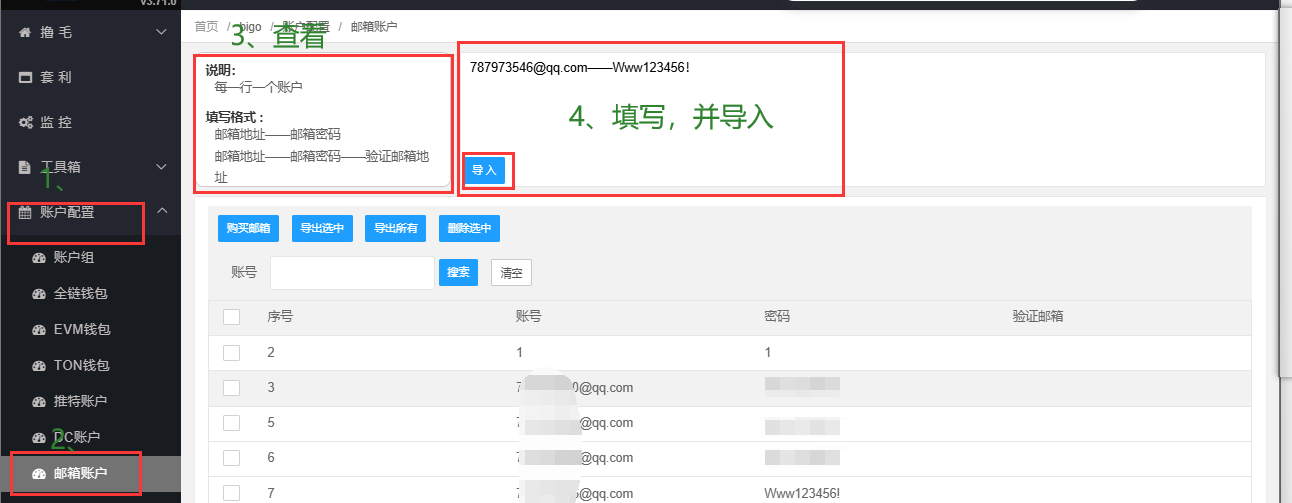 v3.71.0
撸 毛
套 利
监 控
工具箱
1、
账户配置
账户组
全链钱包
EVM钱包
TON钱包
推特账户
DC账户
2、
邮箱账户
首页 / bigo / 账户配置 / 邮箱账户
3、查看
说明:
每一行一个账户
填写格式 :
邮箱地址——邮箱密码
邮箱地址——邮箱密码——验证邮箱地
址
787973546@qq.com——Www123456!
4、填写，并导入
导 入
购买邮箱 导出选中 导出所有 删除选中
账号 搜索 清空
序号 账号 密码 验证邮箱
2 1 1
3 7 0@qq.com
5 7 @qq.com
6 7 @qq.com
7 7 @qq.com Www123456!